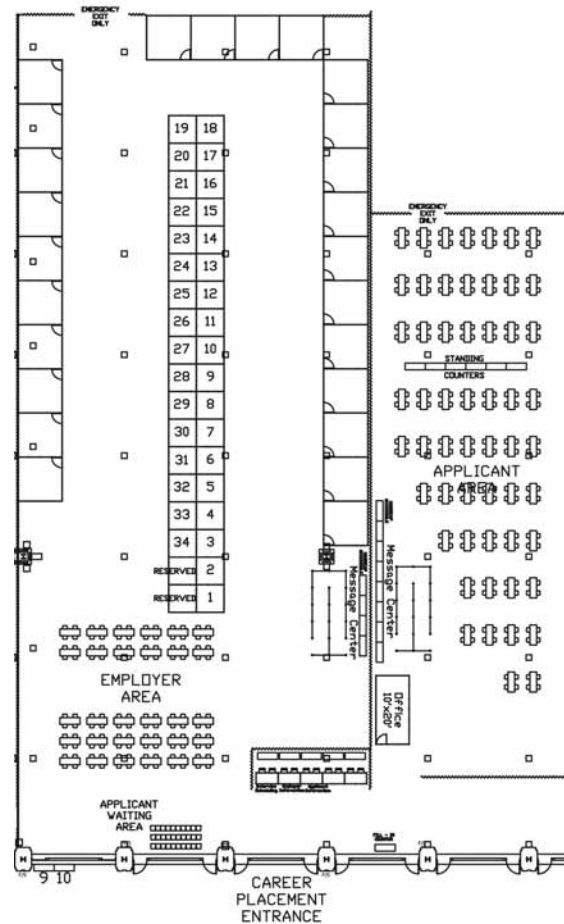 EMERGENCY
EXIT
ONLY
19 18
20 17
21 16
22 15
23 14
24 13
25 12
26 11
27 10
28 9
29 8
30 7
31 6
32 5
33 4
34 3
RESERVED 2
RESERVED 1
EMERGENCY
EXIT
ONLY
STANDING
COUNTERS
APPLICANT
AREA
Message Center
Message Center
EMPLOYER
AREA
Office
10'x20'
APPLICANT
WAITING
AREA
H
H
H
H
H
H
H
H
9 10
CAREER
PLACEMENT
ENTRANCE